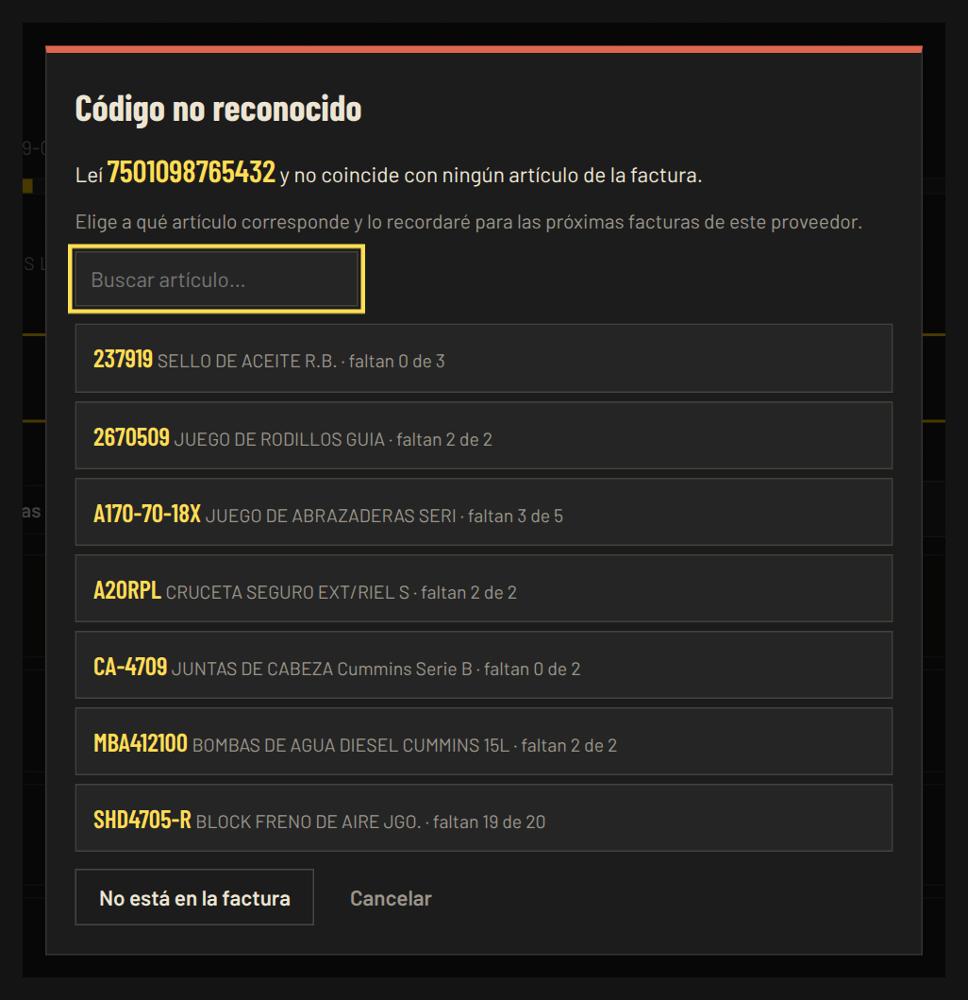 Código no reconocido
Leí 7501098765432 y no coincide con ningún artículo de la factura.
Elige a qué artículo corresponde y lo recordaré para las próximas facturas de este proveedor.
Buscar artículo...
237919 SELLO DE ACEITE R.B. · faltan 0 de 3
2670509 JUEGO DE RODILLOS GUIA · faltan 2 de 2
A170-70-18X JUEGO DE ABRAZADERAS SERI · faltan 3 de 5
A20RPL CRUCETA SEGURO EXT/RIEL S · faltan 2 de 2
CA-4709 JUNTAS DE CABEZA Cummins Serie B · faltan 0 de 2
MBA412100 BOMBAS DE AGUA DIESEL CUMMINS 15L · faltan 2 de 2
SHD4705-R BLOCK FRENO DE AIRE JGO. · faltan 19 de 20
No está en la factura
Cancelar